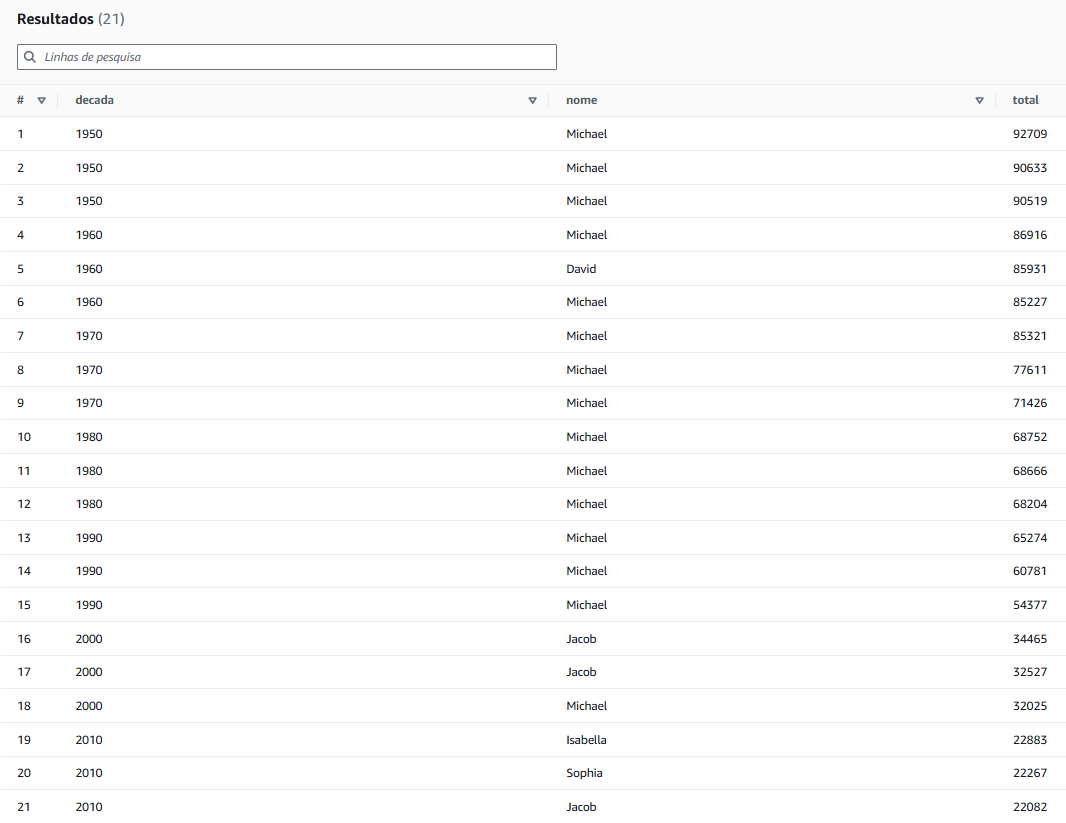 Resultados (21)
Linhas de pesquisa
# decada nome total
1 1950 Michael 92709
2 1950 Michael 90633
3 1950 Michael 90519
4 1960 Michael 86916
5 1960 David 85931
6 1960 Michael 85227
7 1970 Michael 85321
8 1970 Michael 77611
9 1970 Michael 71426
10 1980 Michael 68752
11 1980 Michael 68666
12 1980 Michael 68204
13 1990 Michael 65274
14 1990 Michael 60781
15 1990 Michael 54377
16 2000 Jacob 34465
17 2000 Jacob 32527
18 2000 Michael 32025
19 2010 Isabella 22883
20 2010 Sophia 22267
21 2010 Jacob 22082